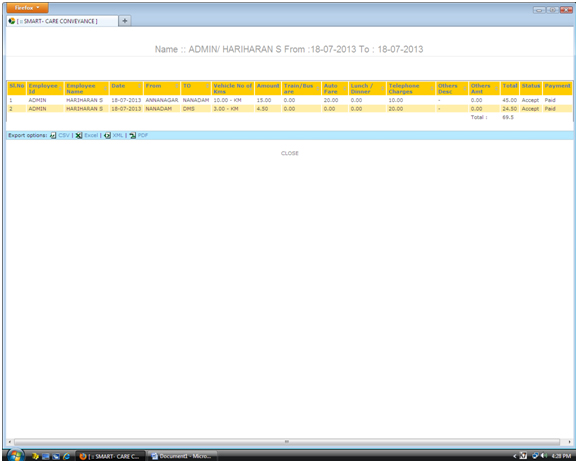 Firefox
[ :: SMART- CARE CONVEYANCE ]
Name :: ADMIN/ HARIHARAN S From :18-07-2013 To : 18-07-2013
Sl.No Employee Id Employee Name Date From TO Vehicle No of Kms Amount Train/Bus are Auto Fare Lunch / Dinner Telephone Charges Others Desc Others Amt Total Status Payment
1 ADMIN HARIHARAN S 18-07-2013 ANNANAGAR NANADAM 10.00 - KM 15.00 0.00 20.00 0.00 10.00 - 0.00 45.00 Accept Paid
2 ADMIN HARIHARAN S 18-07-2013 NANADAM DMS 3.00 - KM 4.50 0.00 0.00 0.00 20.00 - 0.00 24.50 Accept Paid
Total : 69.5
Export options: CSV | Excel | XML | PDF
CLOSE
[ :: SMART- CARE C... Document1 - Micro... 4:28 PM